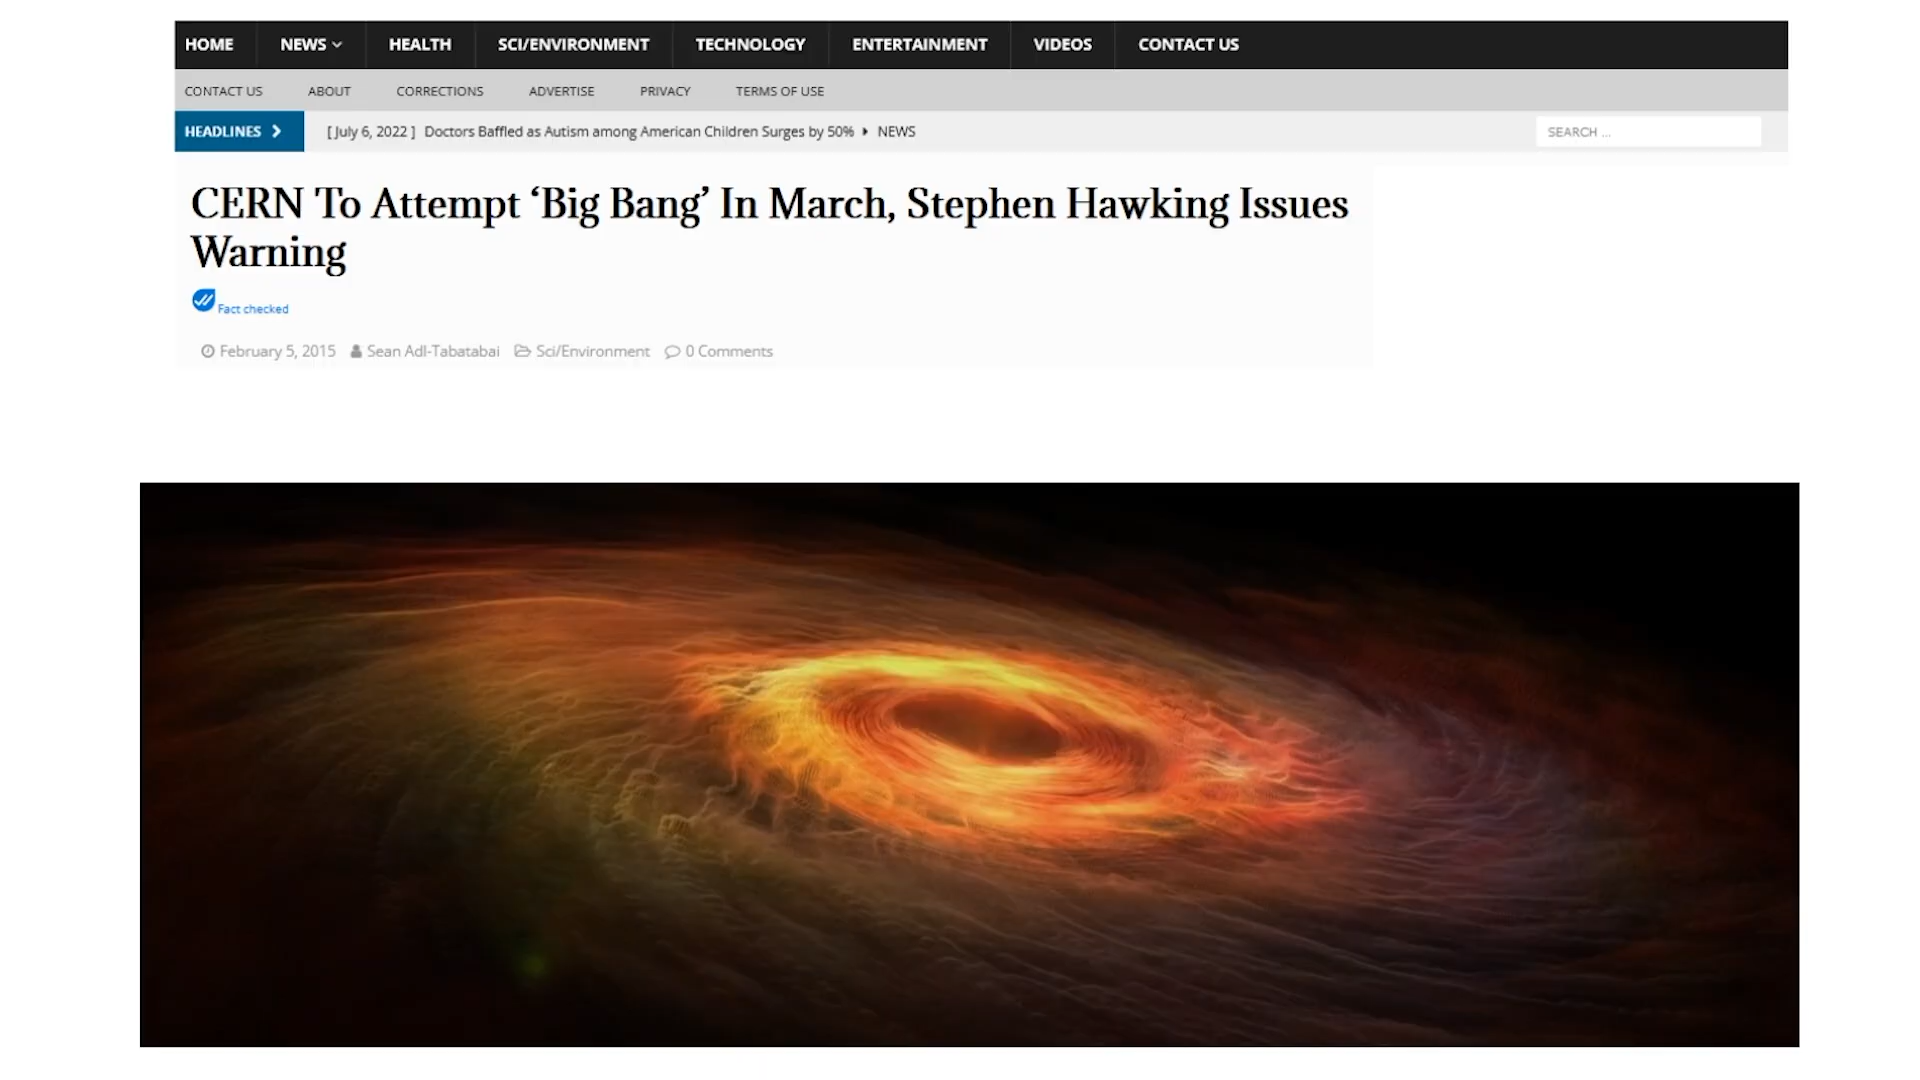 HOME NEWS HEALTH SCI/ENVIRONMENT TECHNOLOGY ENTERTAINMENT VIDEOS CONTACT US
CONTACT US ABOUT CORRECTIONS ADVERTISE PRIVACY TERMS OF USE
HEADLINES [ July 6, 2022 ] Doctors Baffled as Autism among American Children Surges by 50% NEWS SEARCH ...
CERN To Attempt ‘Big Bang’ In March, Stephen Hawking Issues
Warning
Fact checked
February 5, 2015 Sean Adl-Tabatabai Sci/Environment 0 Comments